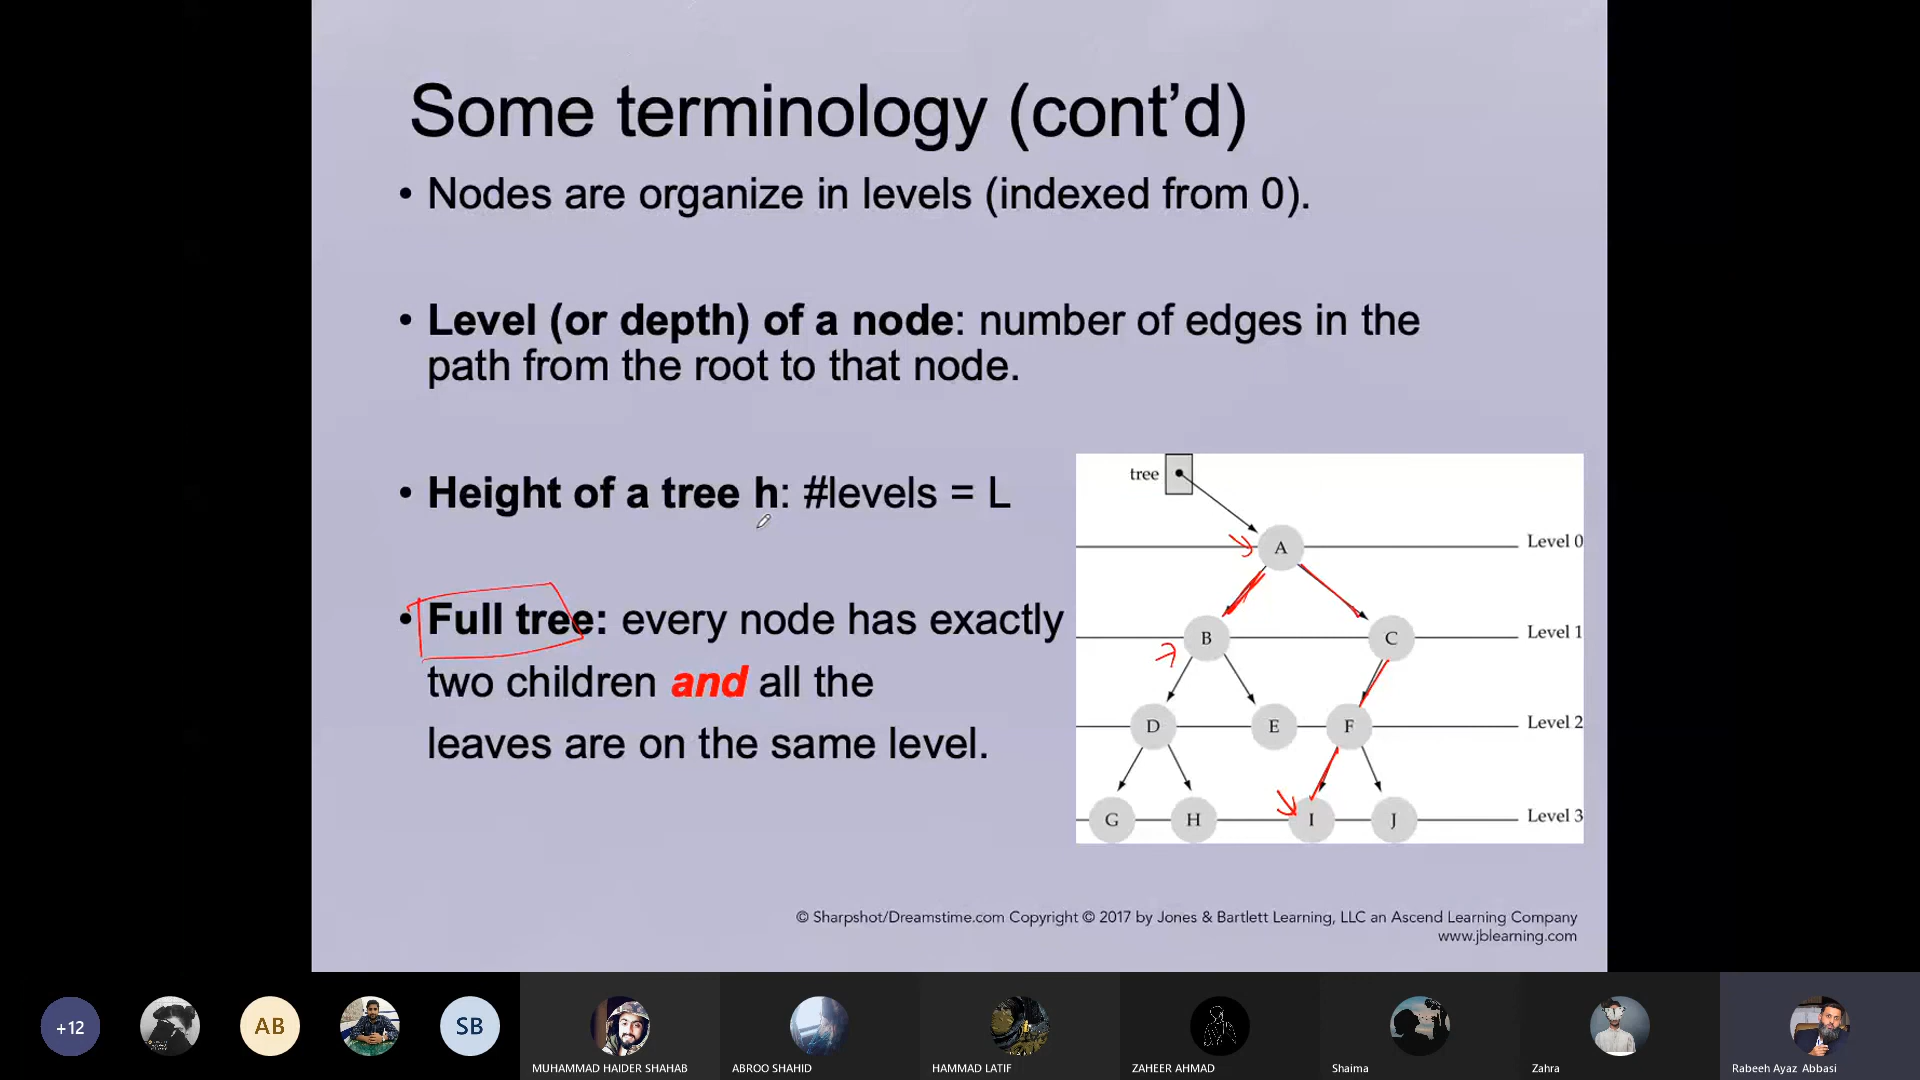 Some terminology (cont’d)
• Nodes are organize in levels (indexed from 0).
• Level (or depth) of a node: number of edges in the
path from the root to that node.
• Height of a tree h: #levels = L
• Full tree: every node has exactly
two children and all the
leaves are on the same level.
tree
A
Level 0
B
C
Level 1
D
E
F
Level 2
G
H
I
J
Level 3
© Sharpshot/Dreamstime.com Copyright © 2017 by Jones & Bartlett Learning, LLC an Ascend Learning Company
www.jblearning.com
+12
AB
SB
MUHAMMAD HAIDER SHAHAB
ABROO SHAHID
HAMMAD LATIF
ZAHEER AHMAD
Shaima
Zahra
Rabeeh Ayaz Abbasi